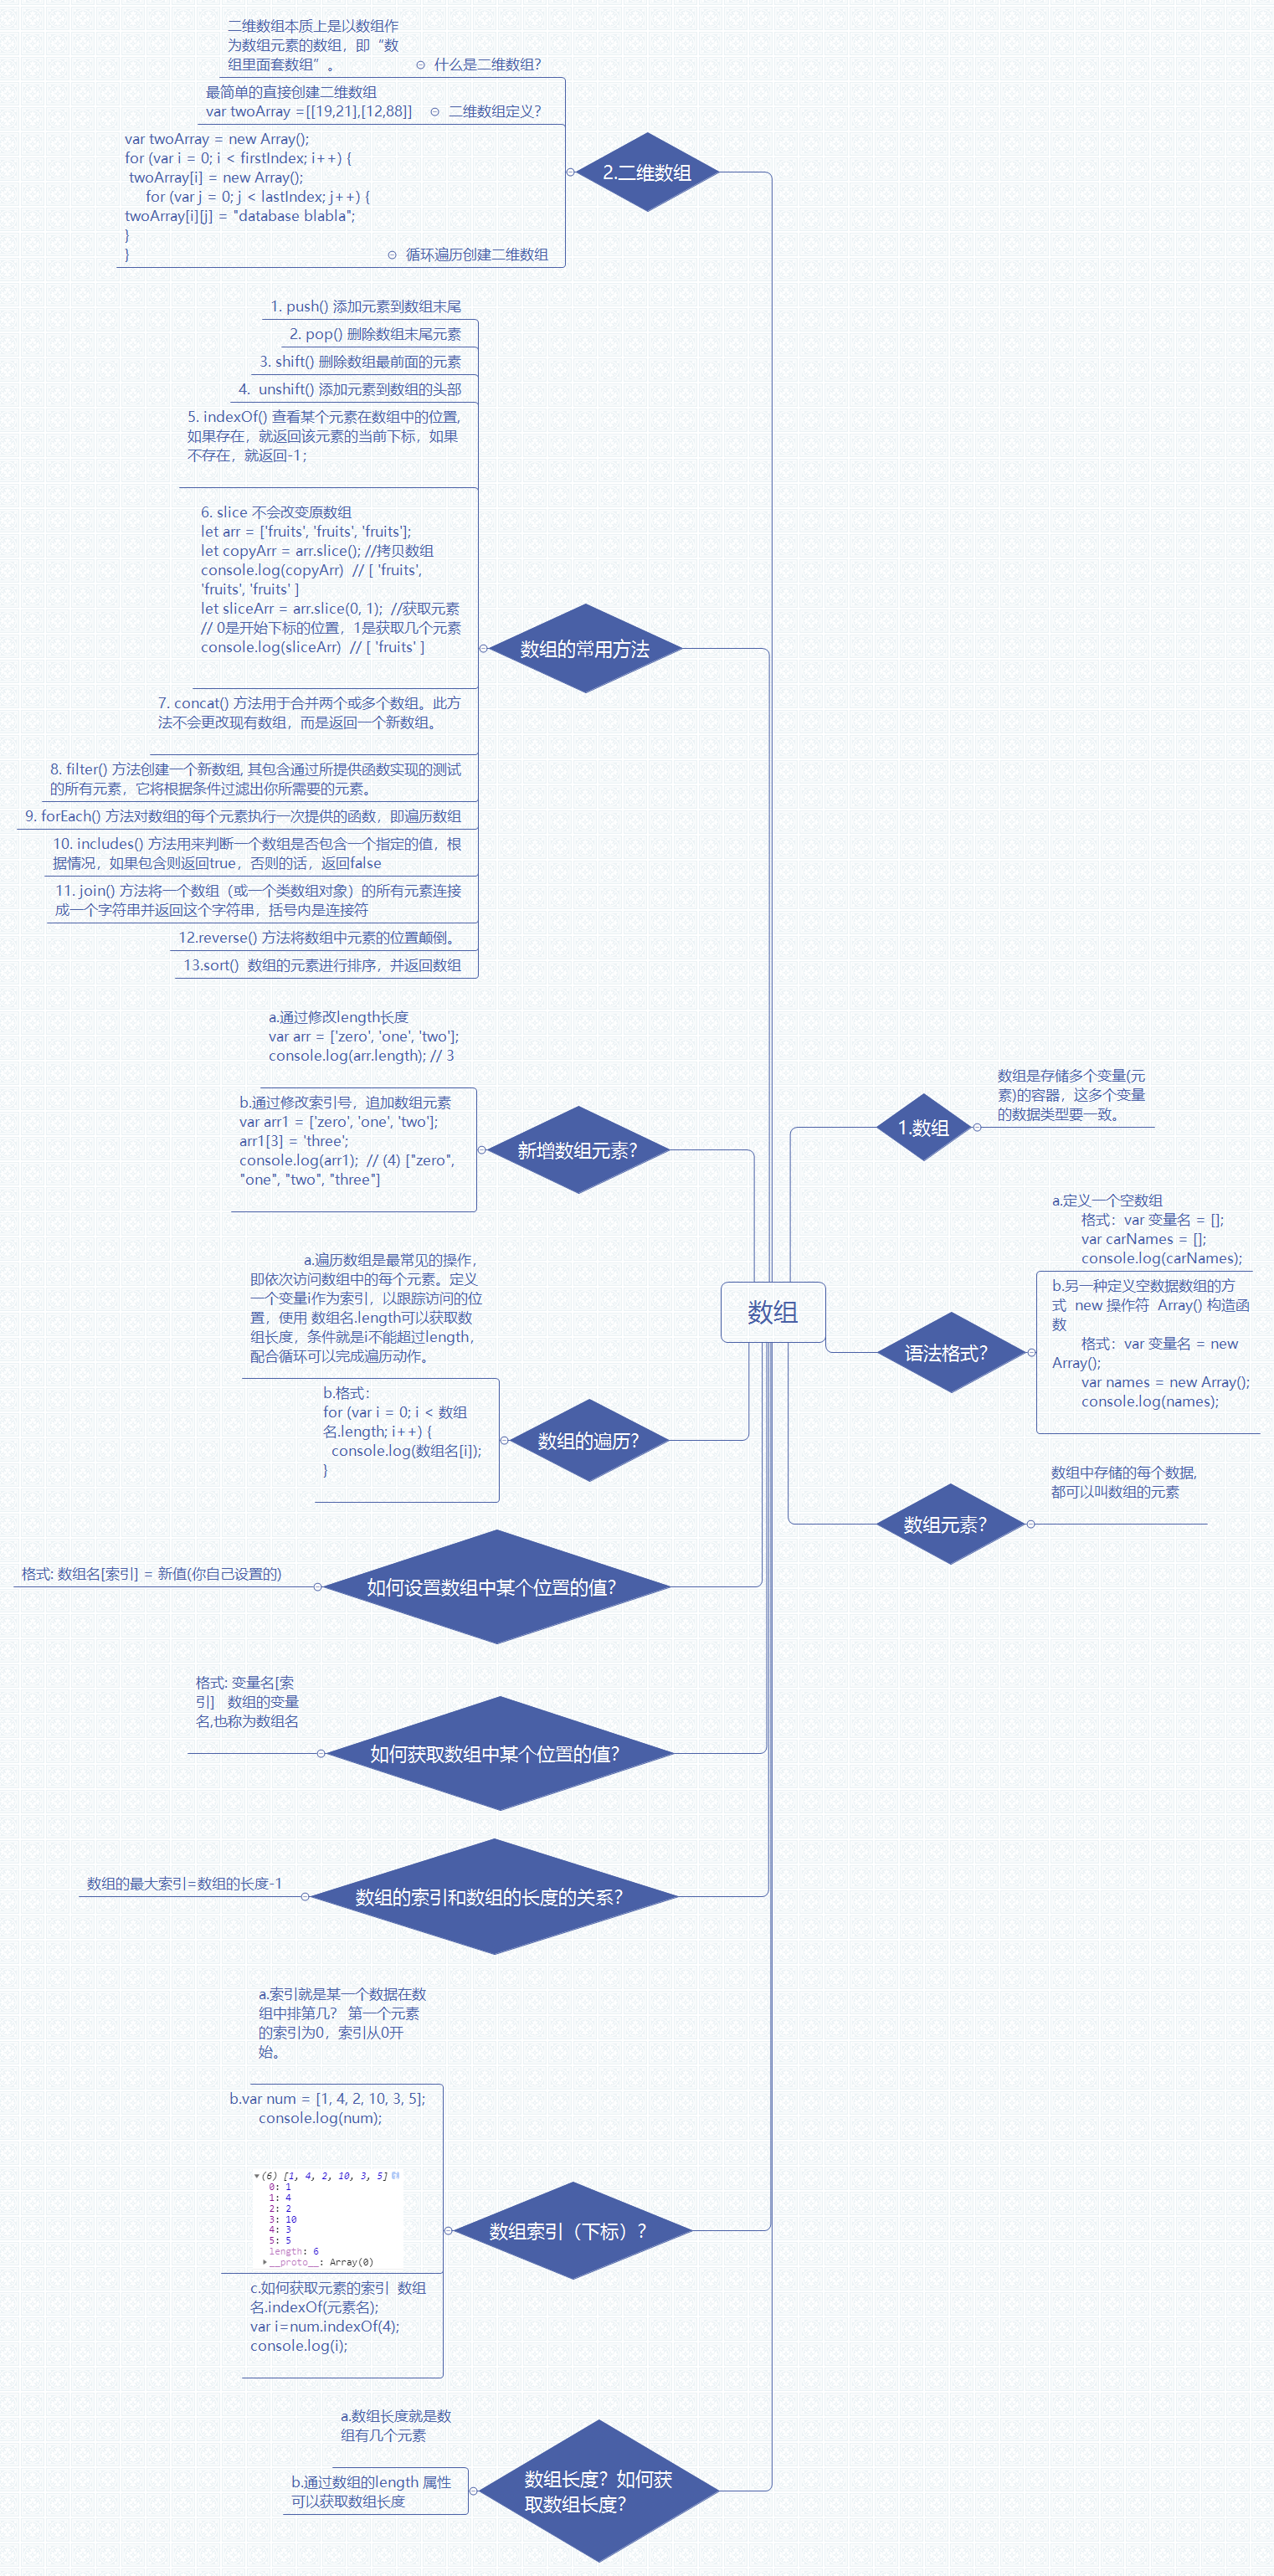 二维数组本质上是以数组作
为数组元素的数组，即“数
组里面套数组”。
什么是二维数组？
最简单的直接创建二维数组
var twoArray =[[19,21],[12,88]]
二维数组定义？
var twoArray = new Array();
for (var i = 0; i < firstIndex; i++) {
twoArray[i] = new Array();
for (var j = 0; j < lastIndex; j++) {
twoArray[i][j] = "database blabla";
}
}
循环遍历创建二维数组
2.二维数组
1. push() 添加元素到数组末尾
2. pop() 删除数组末尾元素
3. shift() 删除数组最前面的元素
4.  unshift() 添加元素到数组的头部
5. indexOf() 查看某个元素在数组中的位置,
如果存在，就返回该元素的当前下标，如果
不存在，就返回-1；
6. slice 不会改变原数组
let arr = ['fruits', 'fruits', 'fruits'];
let copyArr = arr.slice(); //拷贝数组
console.log(copyArr)  // [ 'fruits',
'fruits', 'fruits' ]
let sliceArr = arr.slice(0, 1);  //获取元素
// 0是开始下标的位置，1是获取几个元素
console.log(sliceArr)  // [ 'fruits' ]
7. concat() 方法用于合并两个或多个数组。此方
法不会更改现有数组，而是返回一个新数组。
8. filter() 方法创建一个新数组, 其包含通过所提供函数实现的测试
的所有元素，它将根据条件过滤出你所需要的元素。
9. forEach() 方法对数组的每个元素执行一次提供的函数，即遍历数组
10. includes() 方法用来判断一个数组是否包含一个指定的值，根
据情况，如果包含则返回true，否则的话，返回false
11. join() 方法将一个数组（或一个类数组对象）的所有元素连接
成一个字符串并返回这个字符串，括号内是连接符
12.reverse() 方法将数组中元素的位置颠倒。
13.sort()  数组的元素进行排序，并返回数组
数组的常用方法
a.通过修改length长度
var arr = ['zero', 'one', 'two'];
console.log(arr.length); // 3
b.通过修改索引号，追加数组元素
var arr1 = ['zero', 'one', 'two'];
arr1[3] = 'three';
console.log(arr1);  // (4) ["zero",
"one", "two", "three"]
新增数组元素？
a.遍历数组是最常见的操作，
即依次访问数组中的每个元素。定义
一个变量i作为索引，以跟踪访问的位
置，使用 数组名.length可以获取数
组长度，条件就是i不能超过length，
配合循环可以完成遍历动作。
b.格式：
for (var i = 0; i < 数组
名.length; i++) {
console.log(数组名[i]);
}
数组的遍历？
格式: 数组名[索引] = 新值(你自己设置的)
如何设置数组中某个位置的值？
格式: 变量名[索
引]   数组的变量
名,也称为数组名
如何获取数组中某个位置的值？
数组的最大索引=数组的长度-1
数组的索引和数组的长度的关系？
a.索引就是某一个数据在数
组中排第几？ 第一个元素
的索引为0，索引从0开
始。
b.var num = [1, 4, 2, 10, 3, 5];
console.log(num);
(6) [1, 4, 2, 10, 3, 5]
0: 1
1: 4
2: 2
3: 10
4: 3
5: 5
length: 6
__proto__: Array(0)
c.如何获取元素的索引  数组
名.indexOf(元素名);
var i=num.indexOf(4);
console.log(i);
数组索引（下标）？
a.数组长度就是数
组有几个元素
b.通过数组的length 属性
可以获取数组长度
数组长度？如何获
取数组长度？
数组
1.数组
数组是存储多个变量(元
素)的容器，这多个变量
的数据类型要一致。
语法格式？
a.定义一个空数组
格式：var 变量名 = [];
var carNames = [];
console.log(carNames);
b.另一种定义空数据数组的方
式  new 操作符  Array() 构造函
数
格式：var 变量名 = new
Array();
var names = new Array();
console.log(names);
数组元素？
数组中存储的每个数据,
都可以叫数组的元素